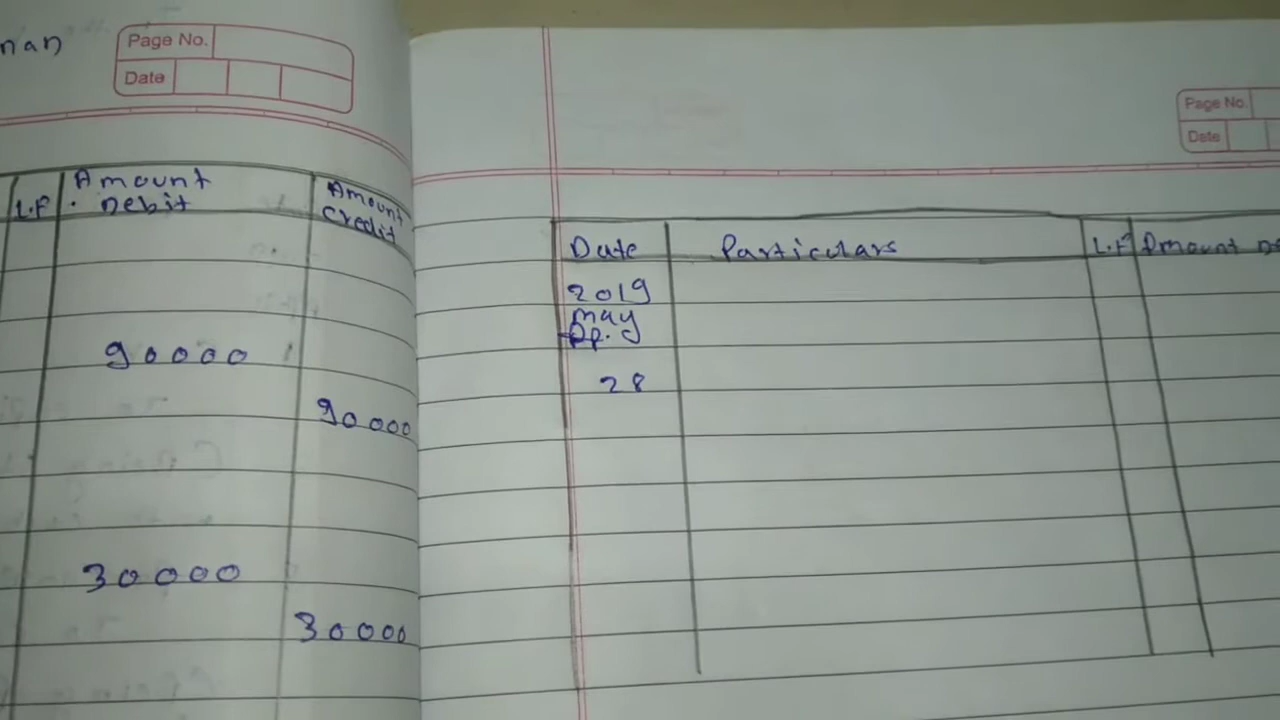 nan
Page No.
Date
L.F
Amount
Debit
Amount
Credit
90000
90000
30000
30000
Page No.
Date
Date
Particulars
L.F
Amount
2019
May
28